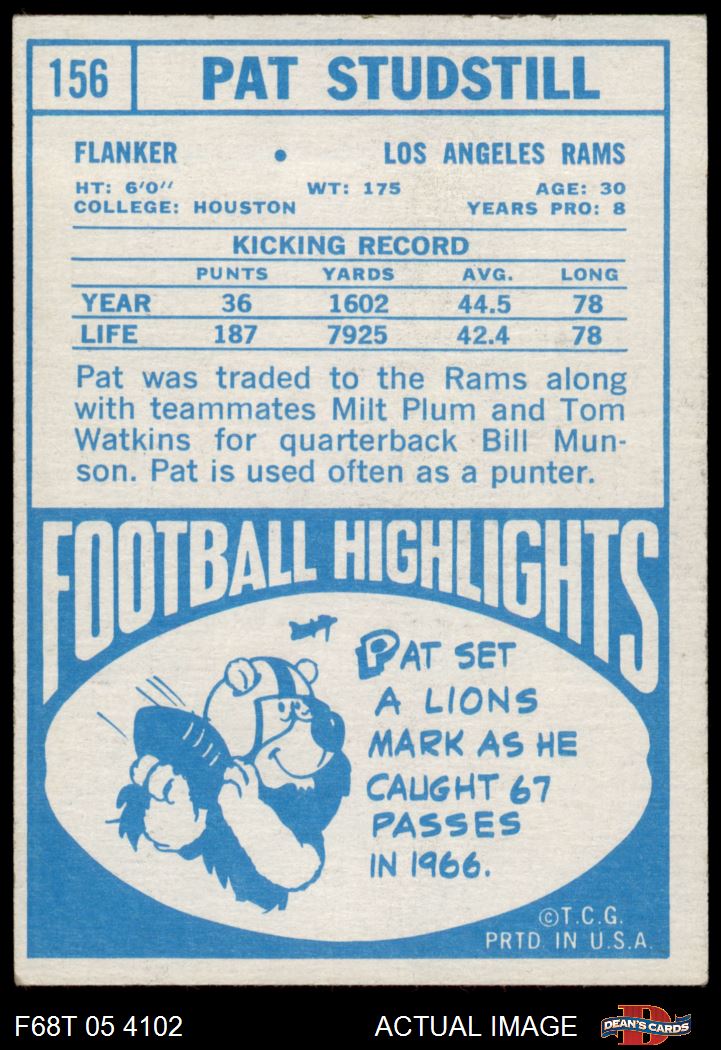 156 PAT STUDSTILL
FLANKER • LOS ANGELES RAMS
HT: 6'0" WT: 175 AGE: 30
COLLEGE: HOUSTON YEARS PRO: 8
KICKING RECORD
PUNTS YARDS AVG. LONG
YEAR 36 1602 44.5 78
LIFE 187 7925 42.4 78
Pat was traded to the Rams along
with teammates Milt Plum and Tom
Watkins for quarterback Bill Mun-
son. Pat is used often as a punter.
FOOTBALL HIGHLIGHTS
PAT SET
A LIONS
MARK AS HE
CAUGHT 67
PASSES
IN 1966.
©T.C.G.
PRTD IN U.S.A.
F68T 05 4102 ACTUAL IMAGE D DEAN'S CARDS